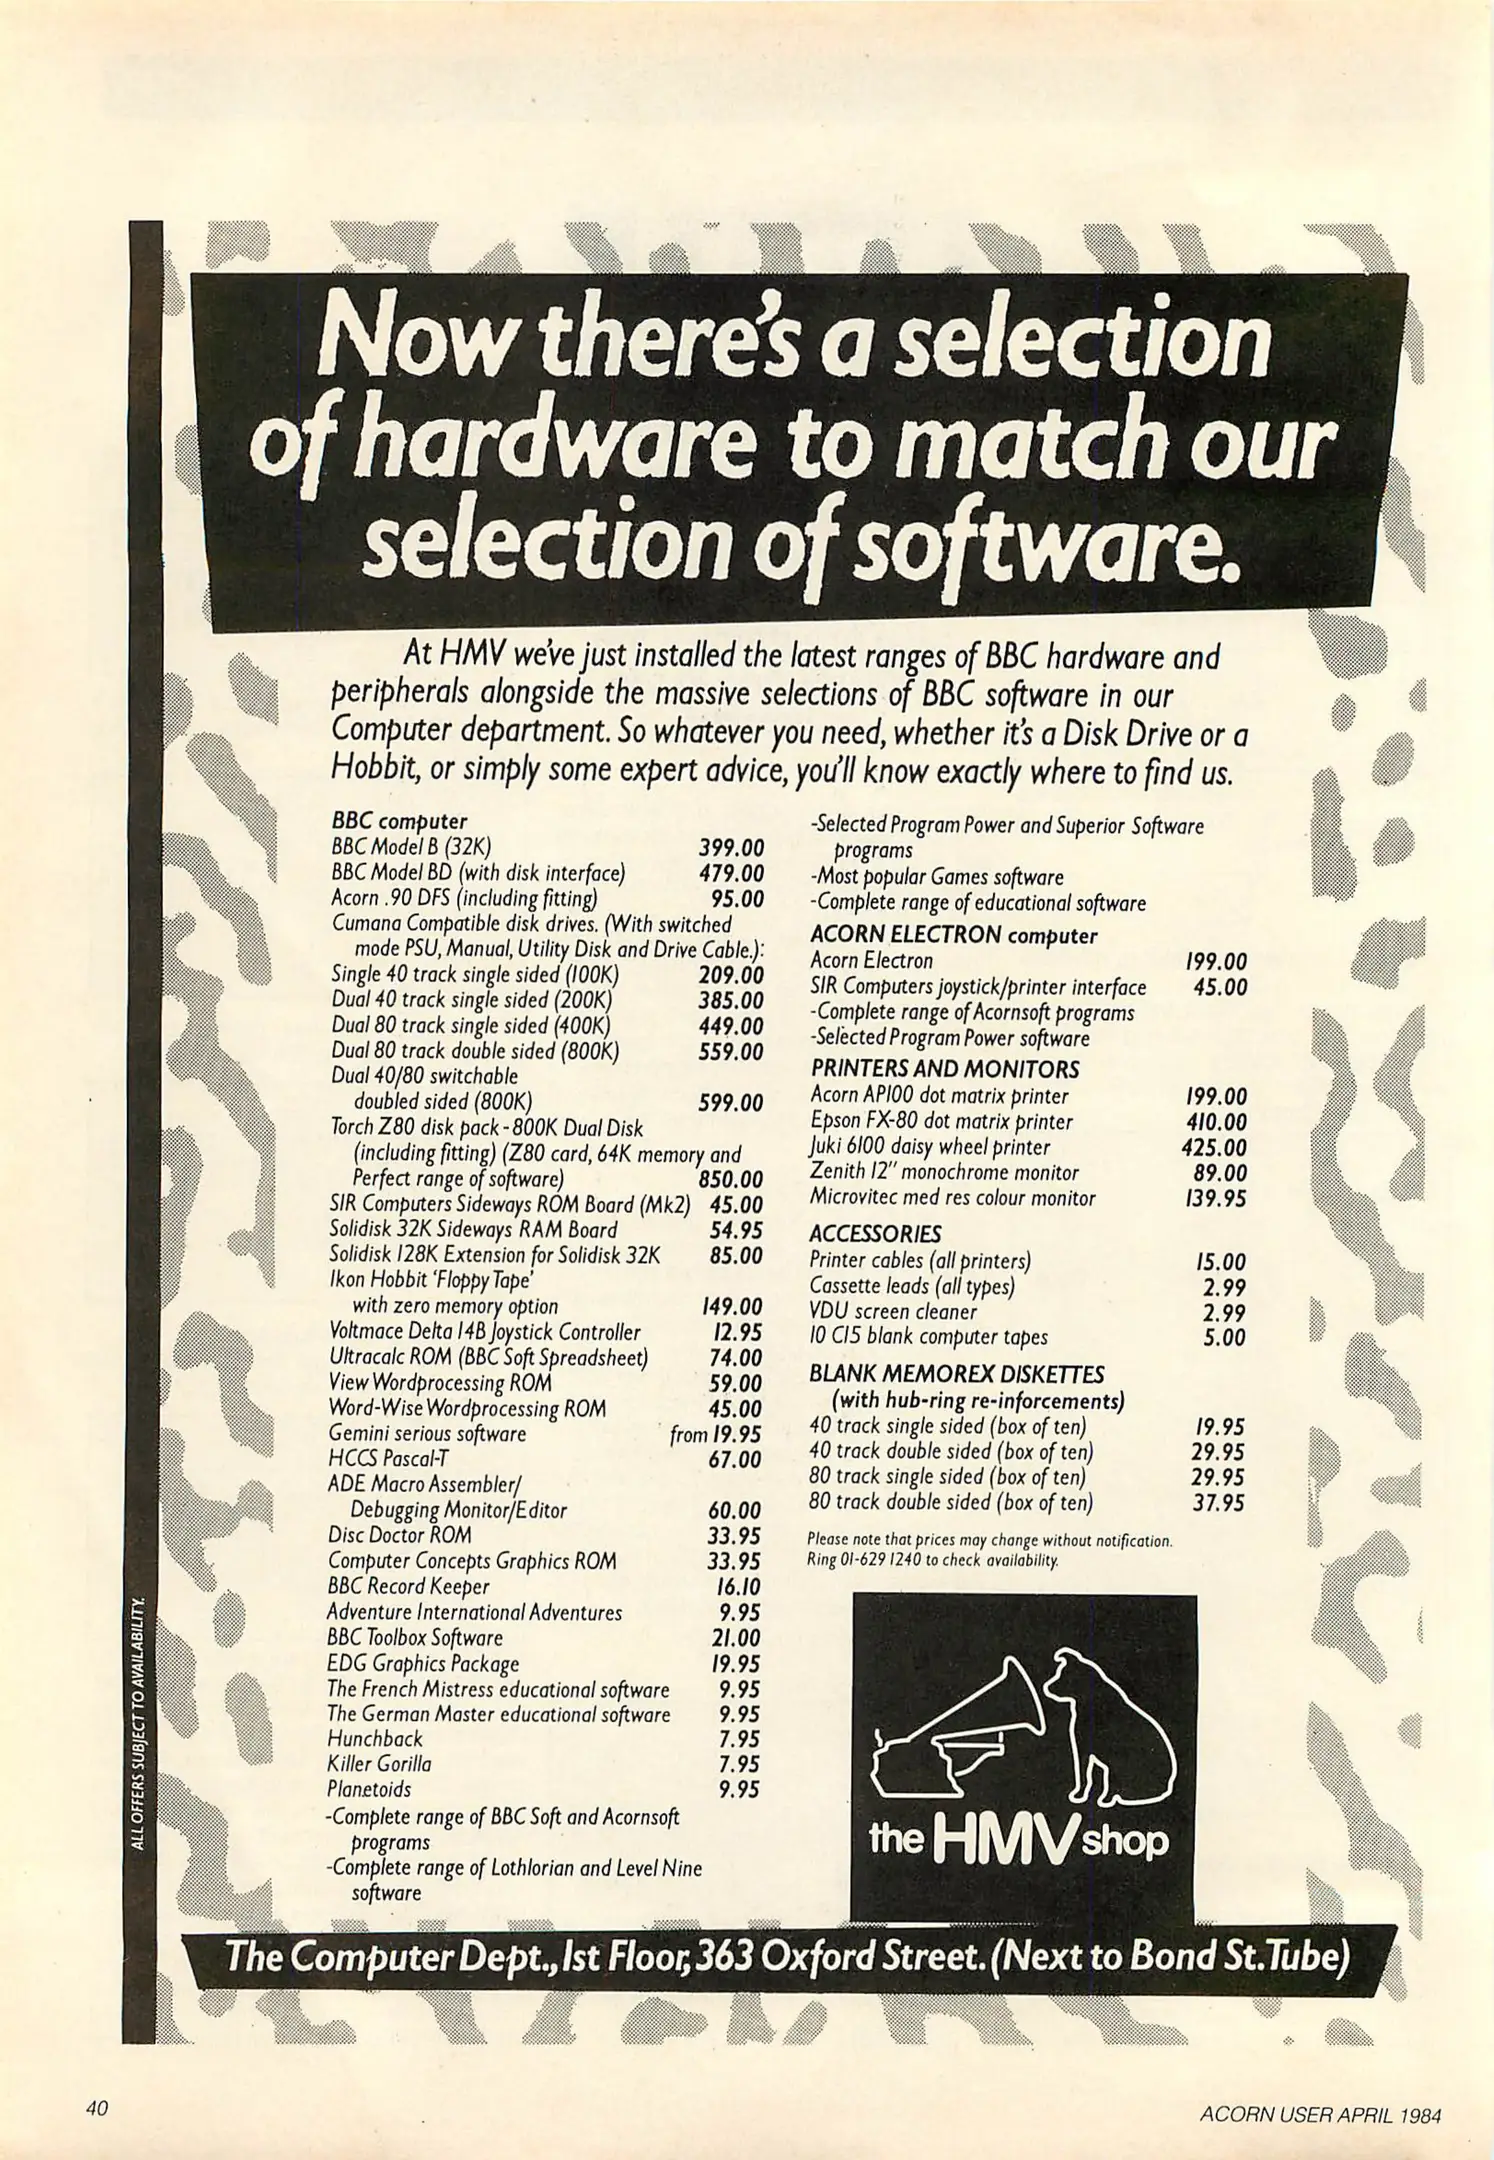 Now there's a selection
of hardware to match our
selection of software.
At HMV we've just installed the latest ranges of BBC hardware and
peripherals alongside the massive selections of BBC software in our
Computer department. So whatever you need, whether it's a Disk Drive or a
Hobbit, or simply some expert advice, you'll know exactly where to find us.
BBC computer
BBC Model B (32K) 399.00
BBC Model BD (with disk interface) 479.00
Acorn .90 DFS (including fitting) 95.00
Cumana Compatible disk drives. (With switched
mode PSU, Manual, Utility Disk and Drive Cable.):
Single 40 track single sided (100K) 209.00
Dual 40 track single sided (200K) 385.00
Dual 80 track single sided (400K) 449.00
Dual 80 track double sided (800K) 559.00
Dual 40/80 switchable
doubled sided (800K) 599.00
Torch Z80 disk pack - 800K Dual Disk
(including fitting) (Z80 card, 64K memory and
Perfect range of software) 850.00
SIR Computers Sideways ROM Board (Mk2) 45.00
Solidisk 32K Sideways RAM Board 54.95
Solidisk 128K Extension for Solidisk 32K 85.00
Ikon Hobbit 'Floppy Tape'
with zero memory option 149.00
Voltmace Delta 14B Joystick Controller 12.95
Ultracalc ROM (BBC Soft Spreadsheet) 74.00
View Wordprocessing ROM 59.00
Word-Wise Wordprocessing ROM 45.00
Gemini serious software from 19.95
HCCS Pascal-T 67.00
ADE Macro Assembler/
Debugging Monitor/Editor 60.00
Disc Doctor ROM 33.95
Computer Concepts Graphics ROM 33.95
BBC Record Keeper 16.10
Adventure International Adventures 9.95
BBC Toolbox Software 21.00
EDG Graphics Package 19.95
The French Mistress educational software 9.95
The German Master educational software 9.95
Hunchback 7.95
Killer Gorilla 7.95
Planetoids 9.95
-Complete range of BBC Soft and Acornsoft
programs
-Complete range of Lothlorian and Level Nine
software
-Selected Program Power and Superior Software
programs
-Most popular Games software
-Complete range of educational software
ACORN ELECTRON computer
Acorn Electron 199.00
SIR Computers joystick/printer interface 45.00
-Complete range of Acornsoft programs
-Selected Program Power software
PRINTERS AND MONITORS
Acorn AP100 dot matrix printer 199.00
Epson FX-80 dot matrix printer 410.00
Juki 6100 daisy wheel printer 425.00
Zenith 12" monochrome monitor 89.00
Microvitec med res colour monitor 139.95
ACCESSORIES
Printer cables (all printers) 15.00
Cassette leads (all types) 2.99
VDU screen cleaner 2.99
10 C15 blank computer tapes 5.00
BLANK MEMOREX DISKETTES
(with hub-ring re-inforcements)
40 track single sided (box of ten) 19.95
40 track double sided (box of ten) 29.95
80 track single sided (box of ten) 29.95
80 track double sided (box of ten) 37.95
Please note that prices may change without notification.
Ring 01-629 1240 to check availability.
the HMV shop
ALL OFFERS SUBJECT TO AVAILABILITY.
The Computer Dept., 1st Floor, 363 Oxford Street. (Next to Bond St. Tube)
40
ACORN USER APRIL 1984